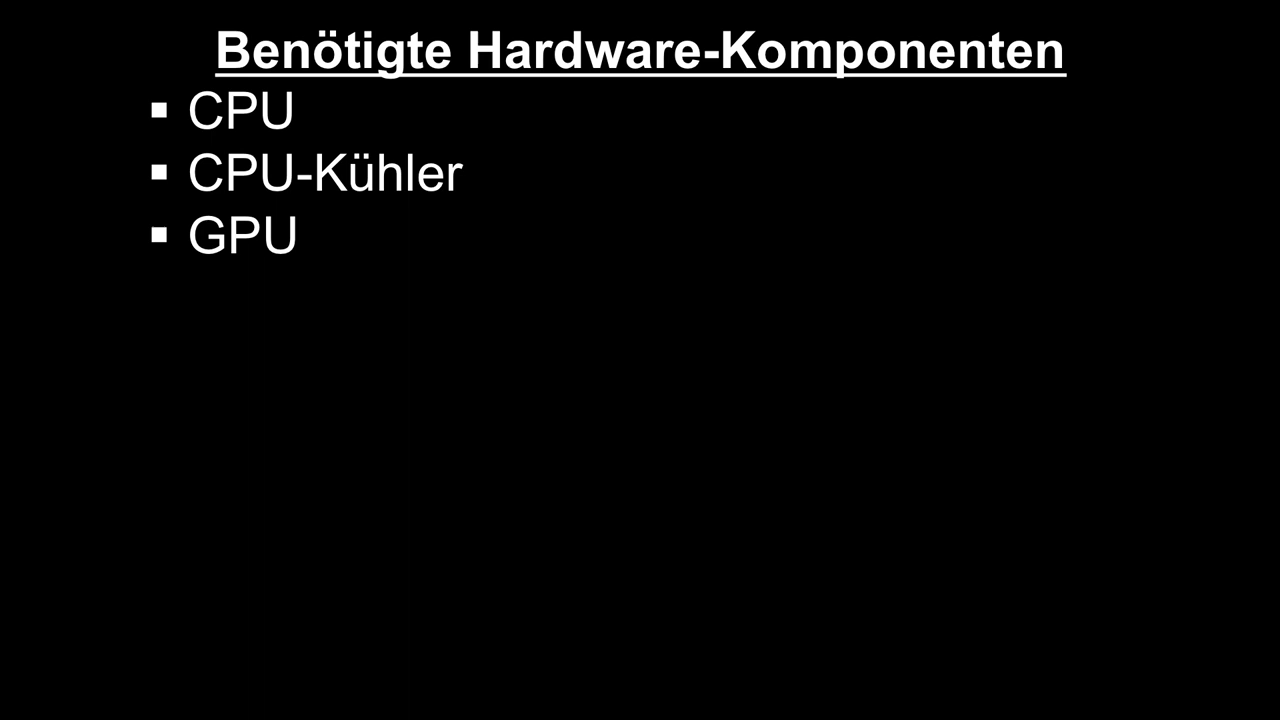 Benötigte Hardware-Komponenten
▪ CPU
▪ CPU-Kühler
▪ GPU